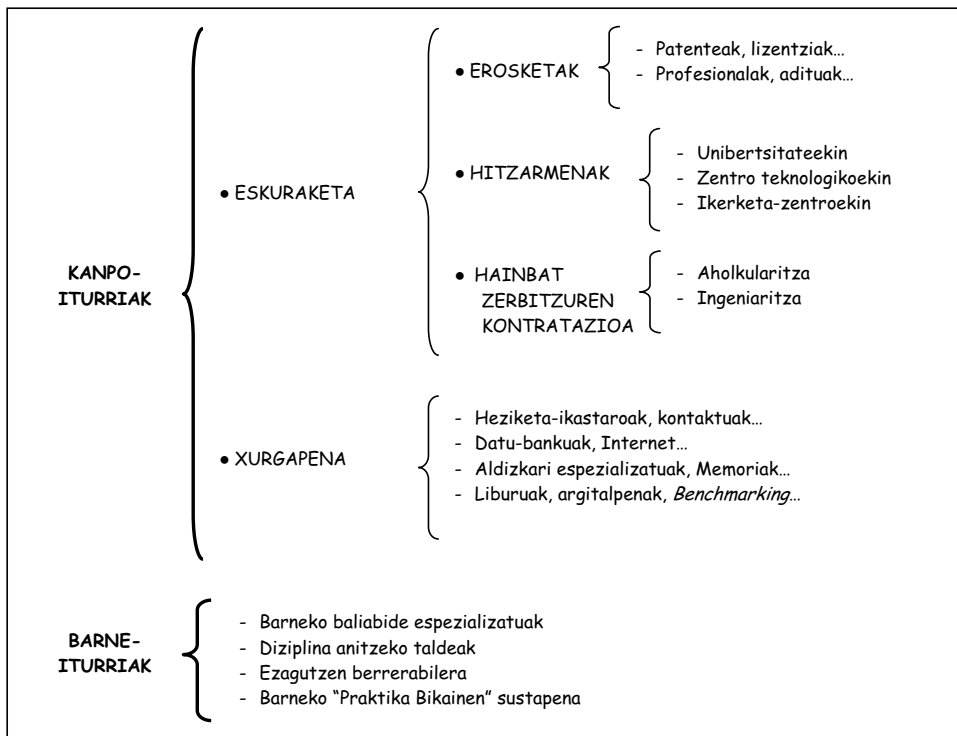 KANPO-
ITURRIAK
● ESKURAKETA
● EROSKETAK
- Patenteak, lizentziak…
- Profesionalak, adituak…
● HITZARMENAK
- Unibertsitateekin
- Zentro teknologikoekin
- Ikerketa-zentroekin
● HAINBAT
ZERBITZUREN
KONTRATAZIOA
- Aholkularitza
- Ingeniaritza
● XURGAPENA
- Heziketa-ikastaroak, kontaktuak…
- Datu-bankuak, Internet…
- Aldizkari espezializatuak, Memoriak…
- Liburuak, argitalpenak, Benchmarking…
BARNE-
ITURRIAK
- Barneko baliabide espezializatuak
- Diziplina anitzeko taldeak
- Ezagutzen berrerabilera
- Barneko “Praktika Bikainen” sustapena